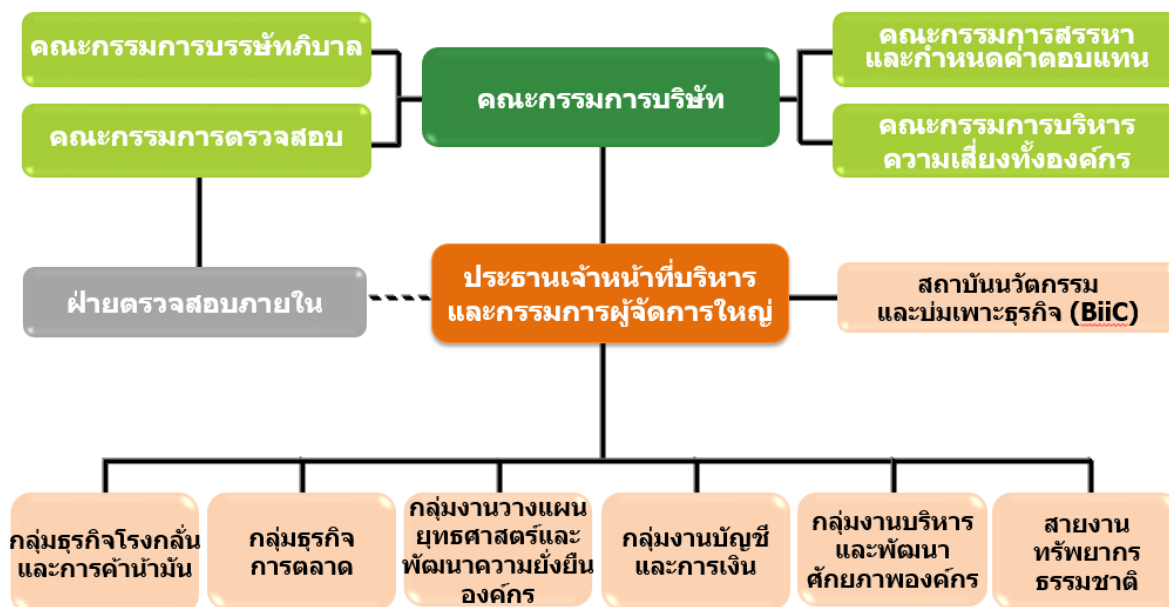 คณะกรรมการบรรษัทภิบาล
คณะกรรมการตรวจสอบ
คณะกรรมการบริษัท
คณะกรรมการสรรหา
และกำหนดค่าตอบแทน
คณะกรรมการบริหาร
ความเสี่ยงทั้งองค์กร
ฝ่ายตรวจสอบภายใน
ประธานเจ้าหน้าที่บริหาร
และกรรมการผู้จัดการใหญ่
สถาบันนวัตกรรม
และบ่มเพาะธุรกิจ (BiiC)
กลุ่มธุรกิจโรงกลั่น
และการค้าน้ำมัน
กลุ่มธุรกิจ
การตลาด
กลุ่มงานวางแผน
ยุทธศาสตร์และ
พัฒนาความยั่งยืน
องค์กร
กลุ่มงานบัญชี
และการเงิน
กลุ่มงานบริหาร
และพัฒนา
ศักยภาพองค์กร
สายงาน
ทรัพยากร
ธรรมชาติ